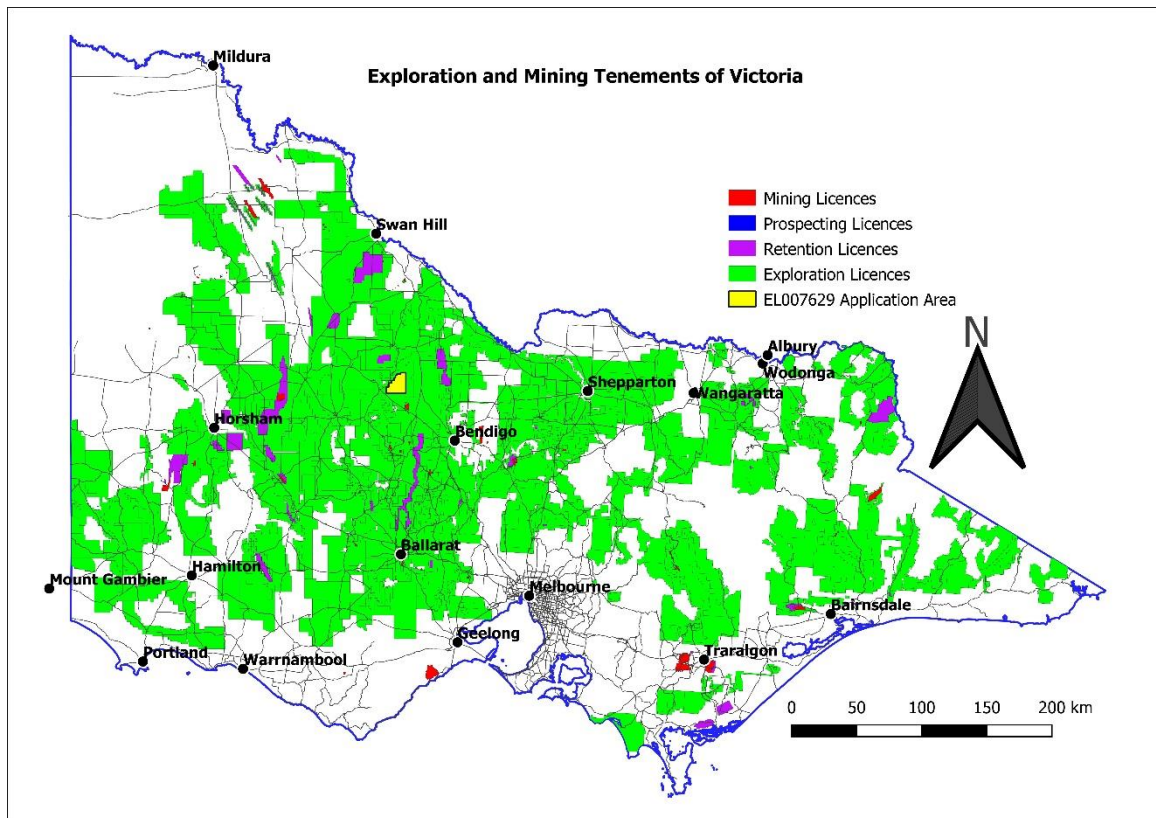 Mildura
Exploration and Mining Tenements of Victoria
Mining Licences
Prospecting Licences
Retention Licences
Exploration Licences
EL007629 Application Area
Swan Hill
N
Albury
Wodonga
Shepparton
Wangaratta
Horsham
Bendigo
Ballarat
Hamilton
Mount Gambier
Melbourne
Bairnsdale
Geelong
Portland
Warrnambool
Traralgon
0 50 100 150 200 km